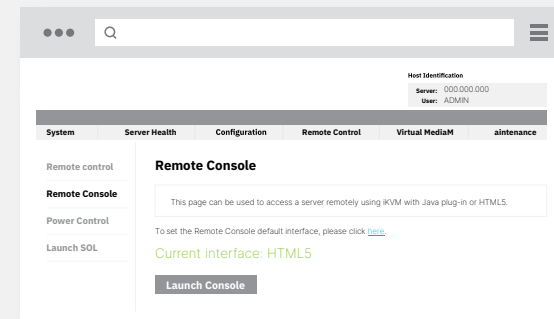 Host Identification
Server: 000.000.000
User: ADMIN
System Server Health Configuration Remote Control Virtual MediaM aintenance
Remote control
Remote Console
Power Control
Launch SOL
Remote Console
This page can be used to access a server remotely using iKVM with Java plug-in or HTML5.
To set the Remote Console default interface, please click here.
Current interface: HTML5
Launch Console